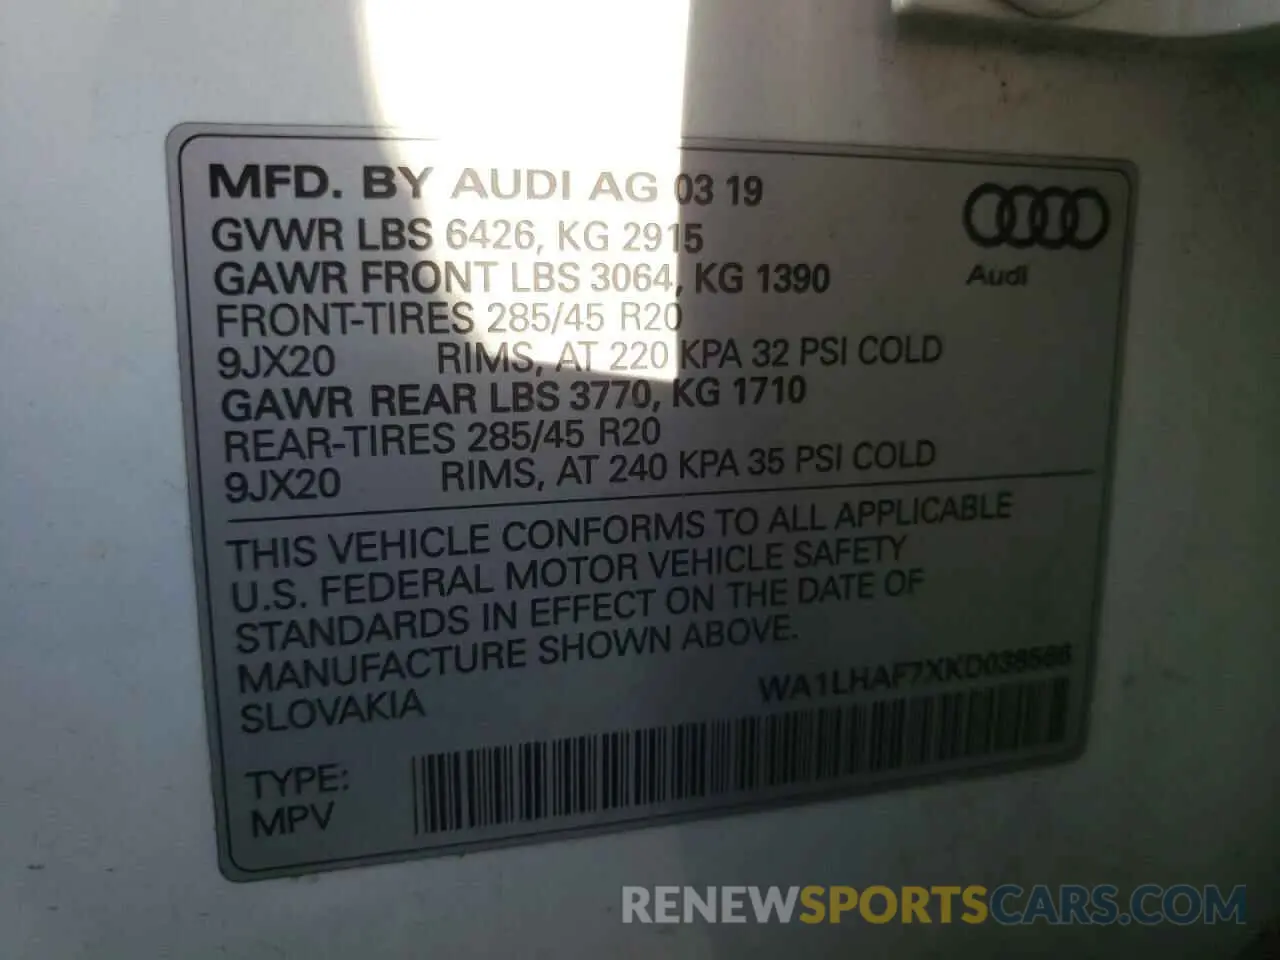 MFD. BY AUDI AG 03 19
GVWR LBS 6426, KG 2915
GAWR FRONT LBS 3064, KG 1390
FRONT-TIRES 285/45 R20
9JX20 RIMS, AT 220 KPA 32 PSI COLD
GAWR REAR LBS 3770, KG 1710
REAR-TIRES 285/45 R20
9JX20 RIMS, AT 240 KPA 35 PSI COLD
Audi
THIS VEHICLE CONFORMS TO ALL APPLICABLE
U.S. FEDERAL MOTOR VEHICLE SAFETY
STANDARDS IN EFFECT ON THE DATE OF
MANUFACTURE SHOWN ABOVE.
SLOVAKIA
TYPE:
MPV
RENEWSPORTSCARS.COM